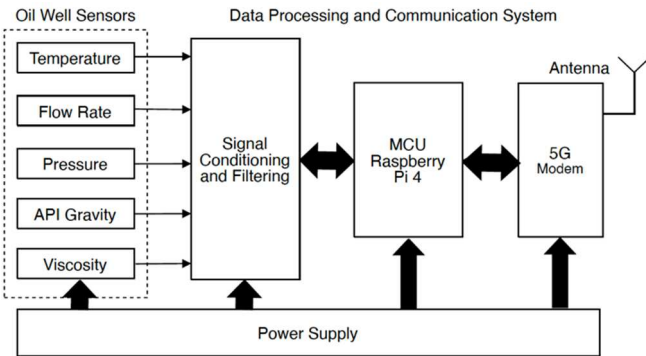 Oil Well Sensors
Data Processing and Communication System
Temperature
Flow Rate
Pressure
API Gravity
Viscosity
Signal
Conditioning
and Filtering
MCU
Raspberry
Pi 4
Antenna
5G
Modem
Power Supply